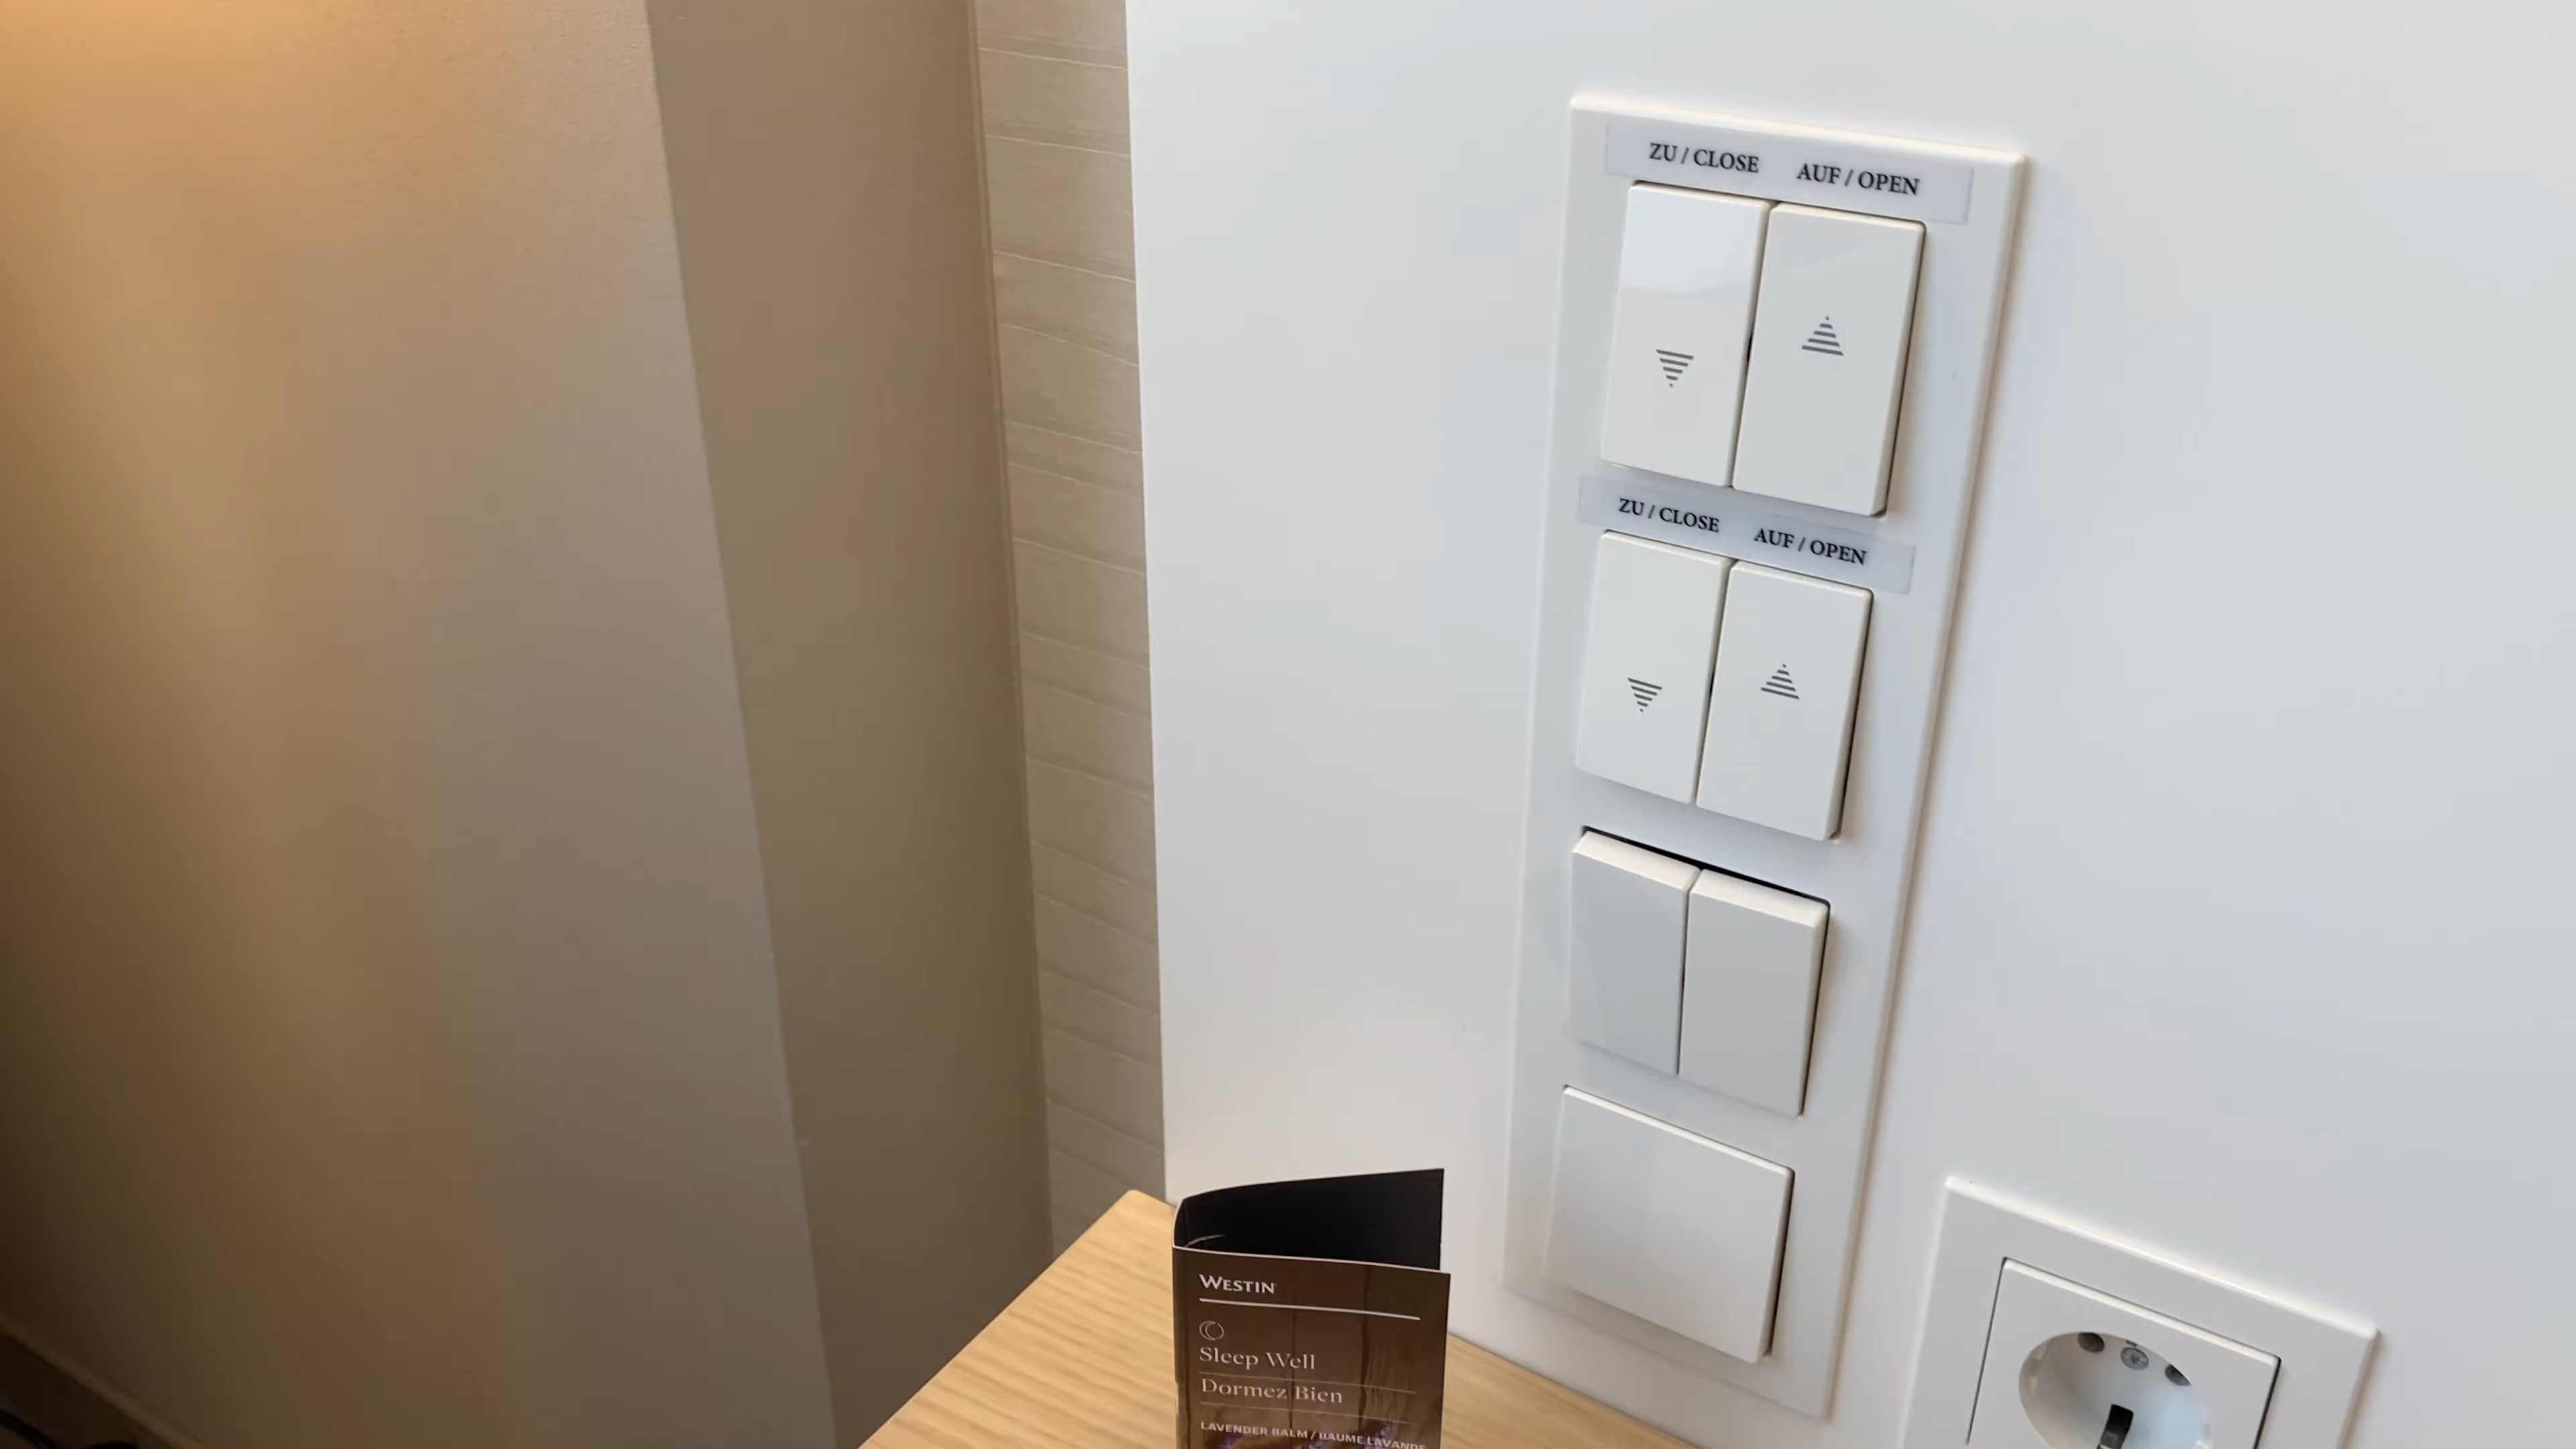 ZU / CLOSE AUF / OPEN
ZU / CLOSE AUF / OPEN
WESTIN
Sleep Well
Dormez Bien
LAVENDER BALM / BAUME LAVANDE